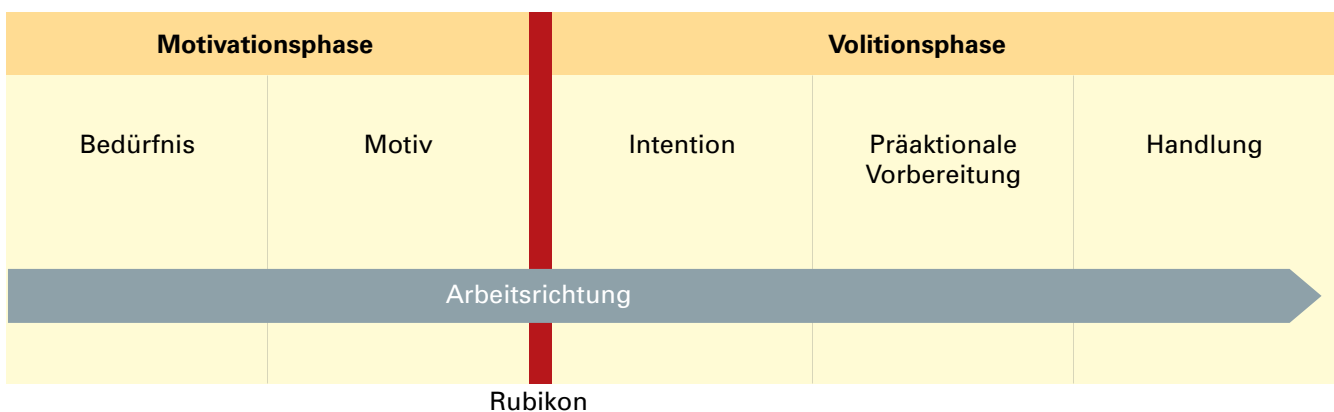 Motivationsphase
Volitionsphase
Bedürfnis
Motiv
Intention
Präaktionale
Vorbereitung
Handlung
Arbeitsrichtung
Rubikon